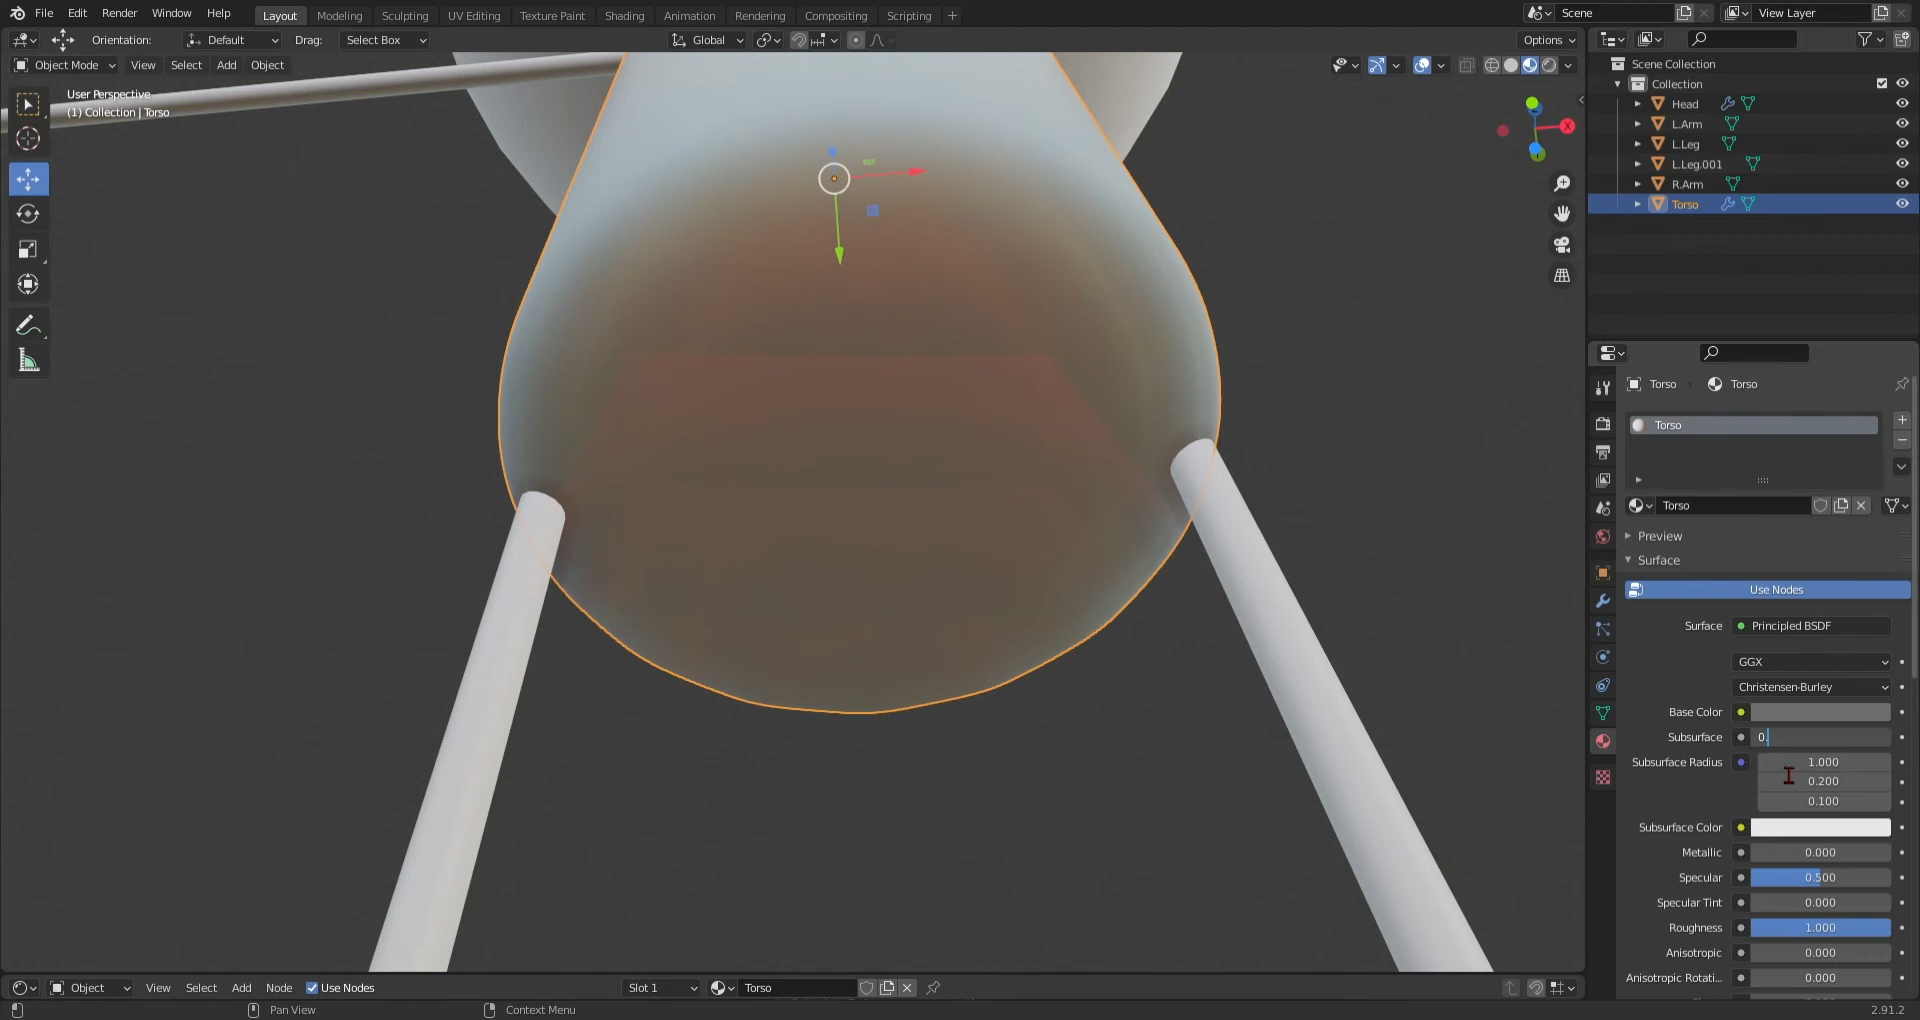 File Edit Render Window Help Layout Modeling Sculpting UV Editing Texture Paint Shading Animation Rendering Compositing Scripting + Scene View Layer
Orientation: Default Drag: Select Box Global Options
Object Mode View Select Add Object
User Perspective
(1) Collection | Torso
X
Scene Collection
Collection
Head
L.Arm
L.Leg
L.Leg.001
R.Arm
Torso
Torso Torso
Torso
Torso
Preview
Surface
Use Nodes
Surface Principled BSDF
GGX
Christensen-Burley
Base Color
Subsurface 0.
Subsurface Radius 1.000
0.200
0.100
Subsurface Color
Metallic 0.000
Specular 0.500
Specular Tint 0.000
Roughness 1.000
Anisotropic 0.000
Anisotropic Rotati... 0.000
Object View Select Add Node Use Nodes Slot 1 Torso
Pan View Context Menu 2.91.2